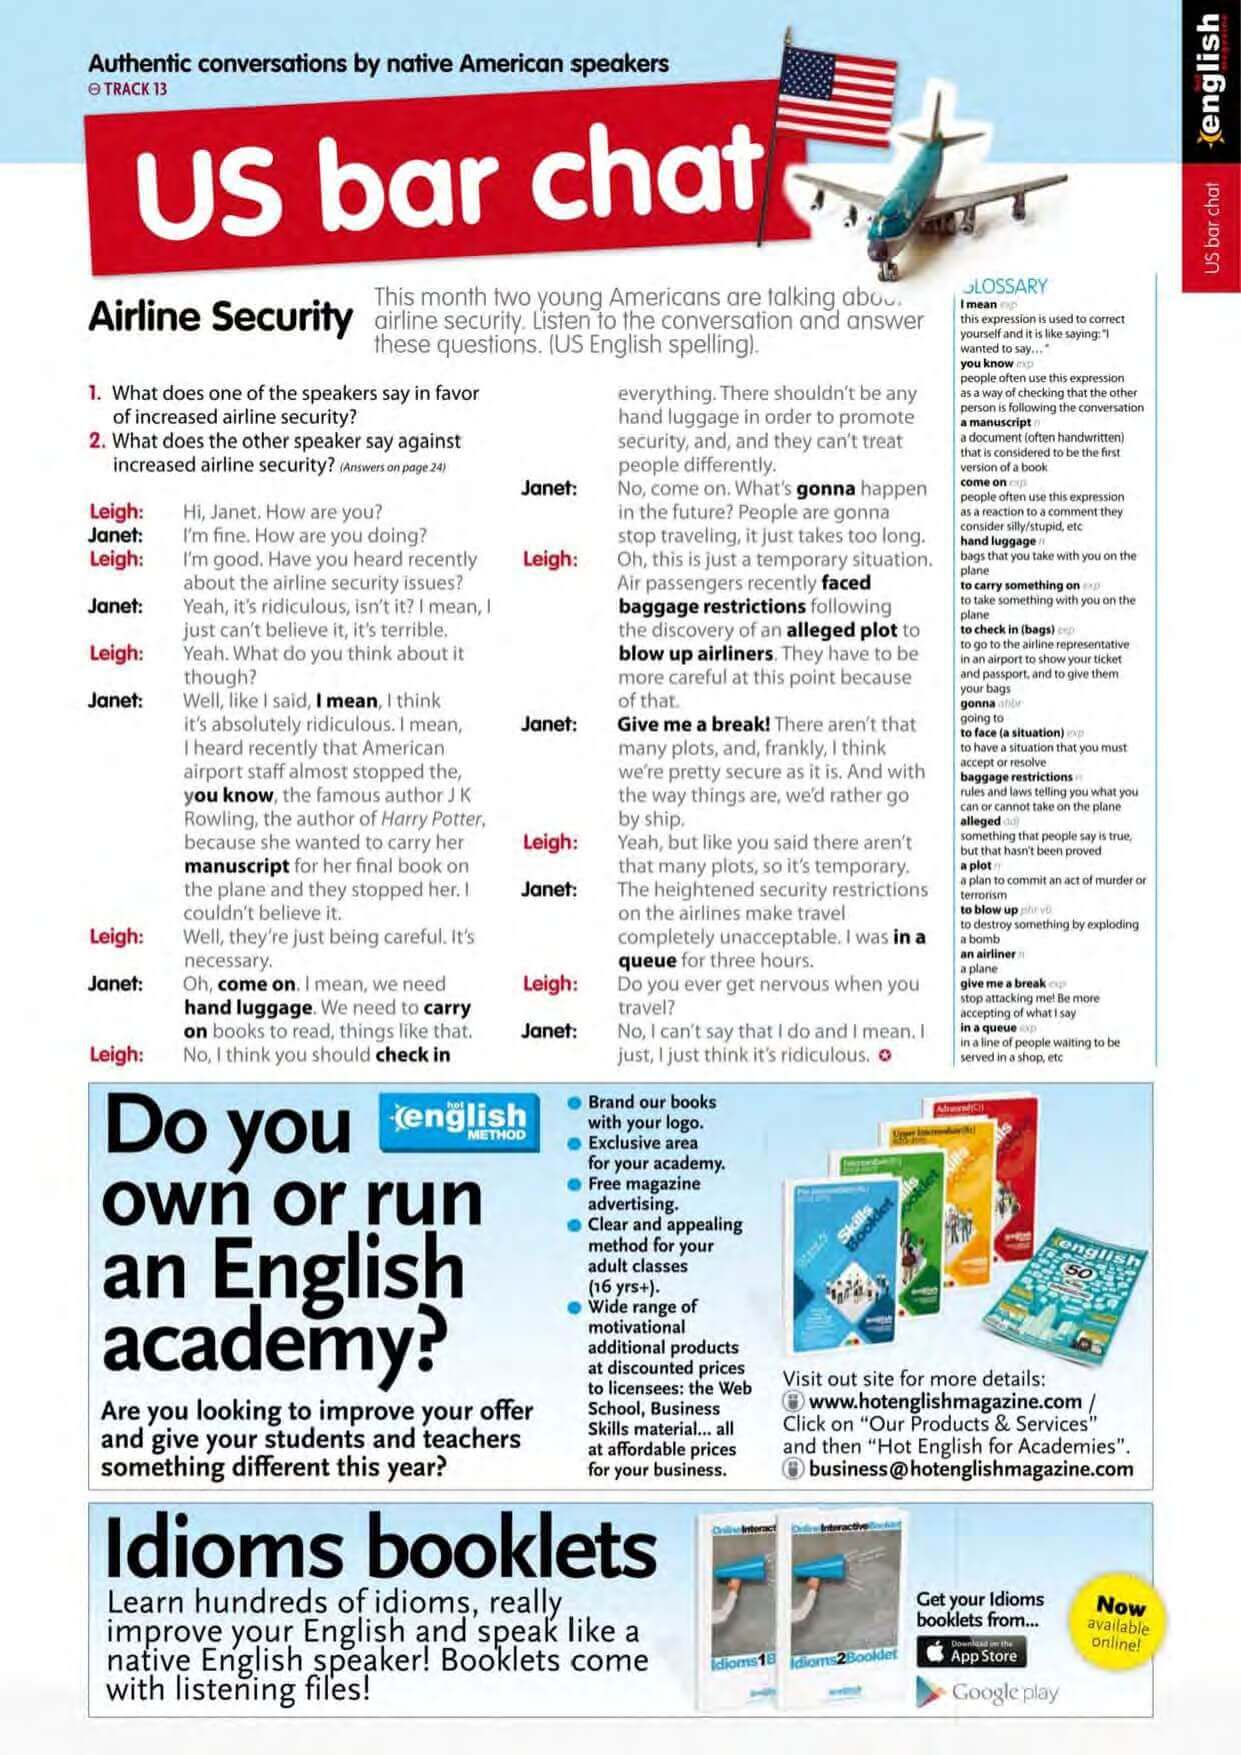 Authentic conversations by native American speakers
TRACK 13
US bar chat
hot
english
magazine
US bar chat
Airline Security
This month two young Americans are talking abou
airline security. Listen to the conversation and answer
these questions. (US English spelling).
1. What does one of the speakers say in favor
of increased airline security?
2. What does the other speaker say against
increased airline security? (Answers on page 24)
Leigh: Hi, Janet. How are you?
Janet: I'm fine. How are you doing?
Leigh: I'm good. Have you heard recently
about the airline security issues?
Janet: Yeah, it's ridiculous, isn't it? I mean, I
just can't believe it, it's terrible.
Leigh: Yeah. What do you think about it
though?
Janet: Well, like I said, I mean, I think
it's absolutely ridiculous. I mean,
I heard recently that American
airport staff almost stopped the,
you know, the famous author J K
Rowling, the author of Harry Potter,
because she wanted to carry her
manuscript for her final book on
the plane and they stopped her. I
couldn't believe it.
Leigh: Well, they're just being careful. It's
necessary.
Janet: Oh, come on. I mean, we need
hand luggage. We need to carry
on books to read, things like that.
Leigh: No, I think you should check in
everything. There shouldn't be any
hand luggage in order to promote
security, and, and they can't treat
people differently.
Janet: No, come on. What's gonna happen
in the future? People are gonna
stop traveling, it just takes too long.
Leigh: Oh, this is just a temporary situation.
Air passengers recently faced
baggage restrictions following
the discovery of an alleged plot to
blow up airliners. They have to be
more careful at this point because
of that.
Janet: Give me a break! There aren't that
many plots, and, frankly, I think
we're pretty secure as it is. And with
the way things are, we'd rather go
by ship.
Leigh: Yeah, but like you said there aren't
that many plots, so it's temporary.
Janet: The heightened security restrictions
on the airlines make travel
completely unacceptable. I was in a
queue for three hours.
Leigh: Do you ever get nervous when you
travel?
Janet: No, I can't say that I do and I mean. I
just, I just think it's ridiculous.
GLOSSARY
I mean exp
this expression is used to correct
yourself and it is like saying: "I
wanted to say…"
you know exp
people often use this expression
as a way of checking that the other
person is following the conversation
a manuscript n
a document (often handwritten)
that is considered to be the first
version of a book
come on exp
people often use this expression
as a reaction to a comment they
consider silly/stupid, etc
hand luggage n
bags that you take with you on the
plane
to carry something on exp
to take something with you on the
plane
to check in (bags) exp
to go to the airline representative
in an airport to show your ticket
and passport, and to give them
your bags
gonna abbr
going to
to face (a situation) exp
to have a situation that you must
accept or resolve
baggage restrictions n
rules and laws telling you what you
can or cannot take on the plane
alleged adj
something that people say is true,
but that hasn't been proved
a plot n
a plan to commit an act of murder or
terrorism
to blow up phr vb
to destroy something by exploding
a bomb
an airliner n
a plane
give me a break exp
stop attacking me! Be more
accepting of what I say
in a queue exp
in a line of people waiting to be
served in a shop, etc
Do you
own or run
an English
academy?
hot
english
METHOD
Are you looking to improve your offer
and give your students and teachers
something different this year?
Brand our books
with your logo.
Exclusive area
for your academy.
Free magazine
advertising.
Clear and appealing
method for your
adult classes
(16 yrs+).
Wide range of
motivational
additional products
at discounted prices
to licensees: the Web
School, Business
Skills material... all
at affordable prices
for your business.
Advanced (C1)
Upper Intermediate (B2)
Intermediate (B1)
Skills
Booklet
english
50
Visit out site for more details:
www.hotenglishmagazine.com /
Click on "Our Products & Services"
and then "Hot English for Academies".
business@hotenglishmagazine.com
Idioms booklets
Learn hundreds of idioms, really
improve your English and speak like a
native English speaker! Booklets come
with listening files!
OnlineInteract
OnlineInteractiveBooklet
Idioms1B
Idioms2Booklet
Get your Idioms
booklets from...
Download on the
App Store
Google play
Now
available
online!